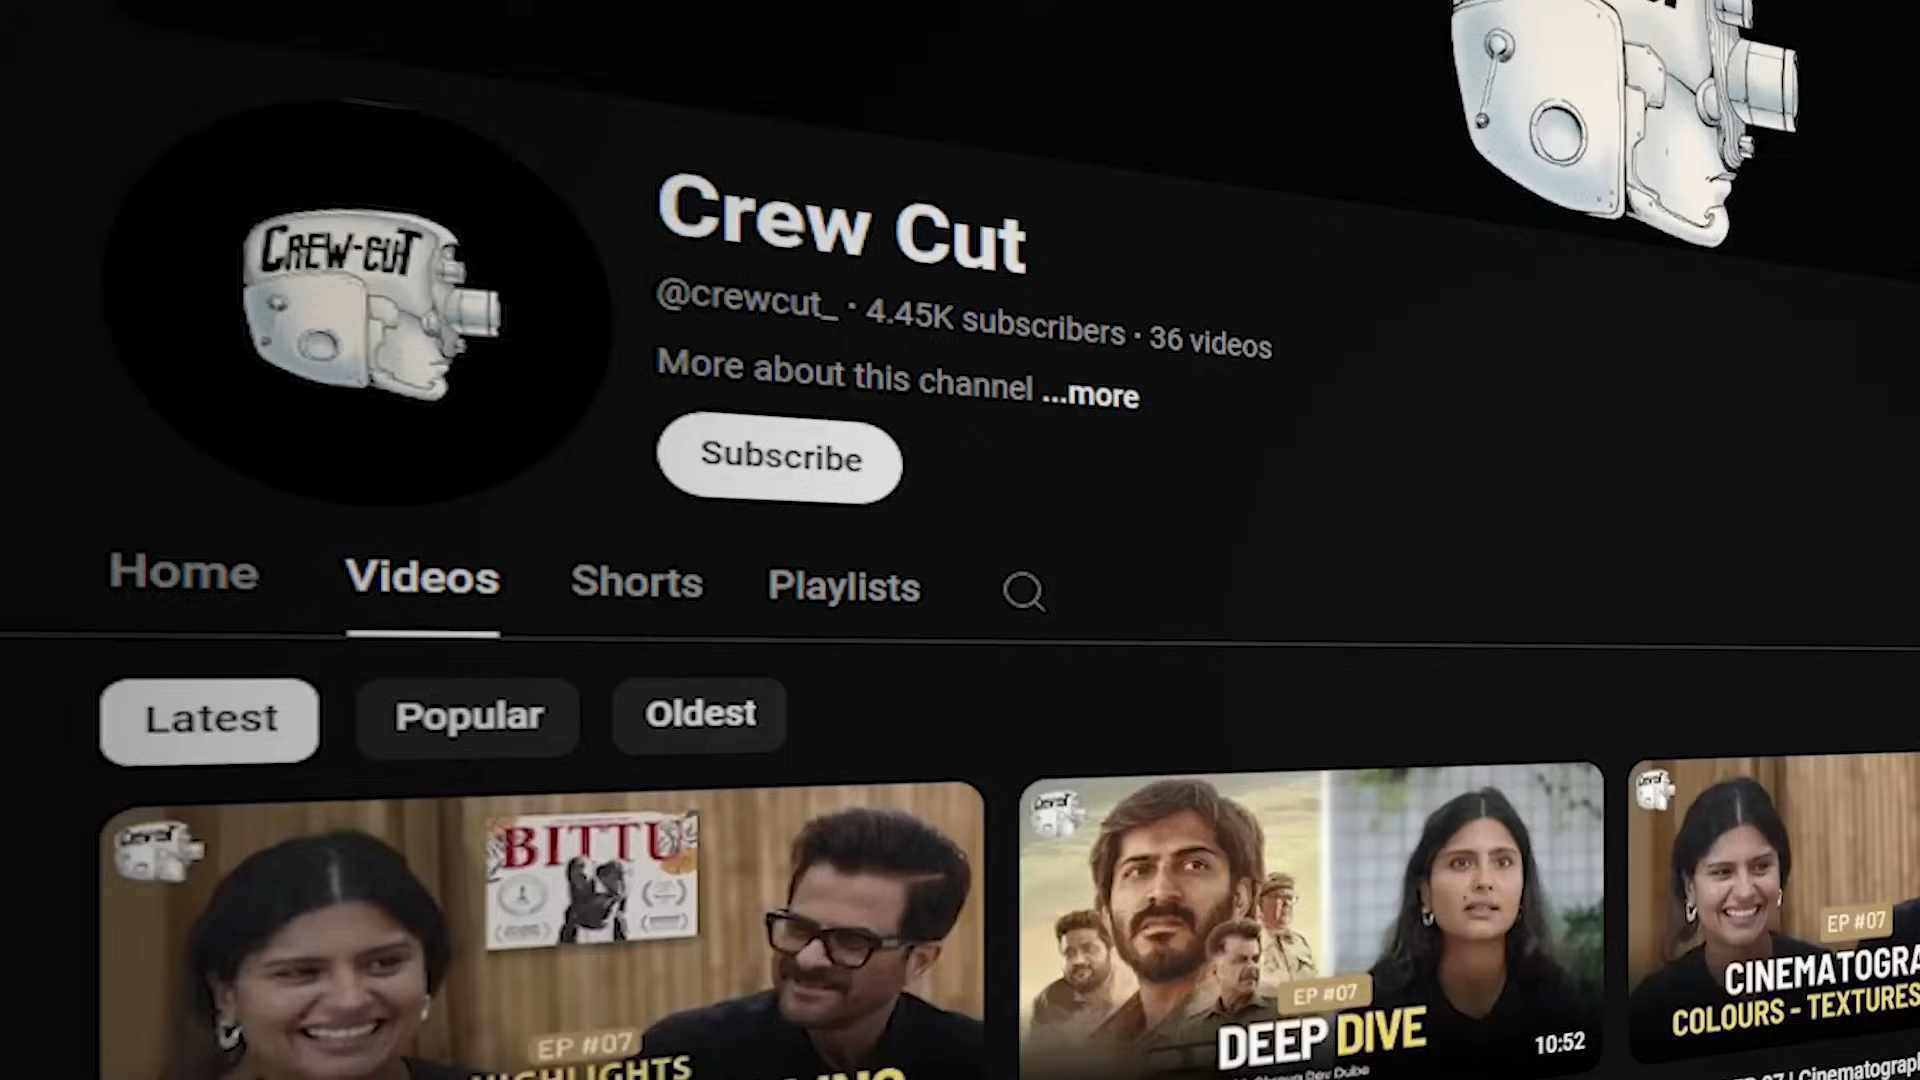 CREW-CUT
Crew Cut
@crewcut_ · 4.45K subscribers · 36 videos
More about this channel ...more
Subscribe
Home
Videos
Shorts
Playlists
Latest
Popular
Oldest
BITTU
EP #07
HIGHLIGHTS
EP #07
DEEP DIVE
10:52
EP #07
CINEMATOGRA
COLOURS - TEXTURES